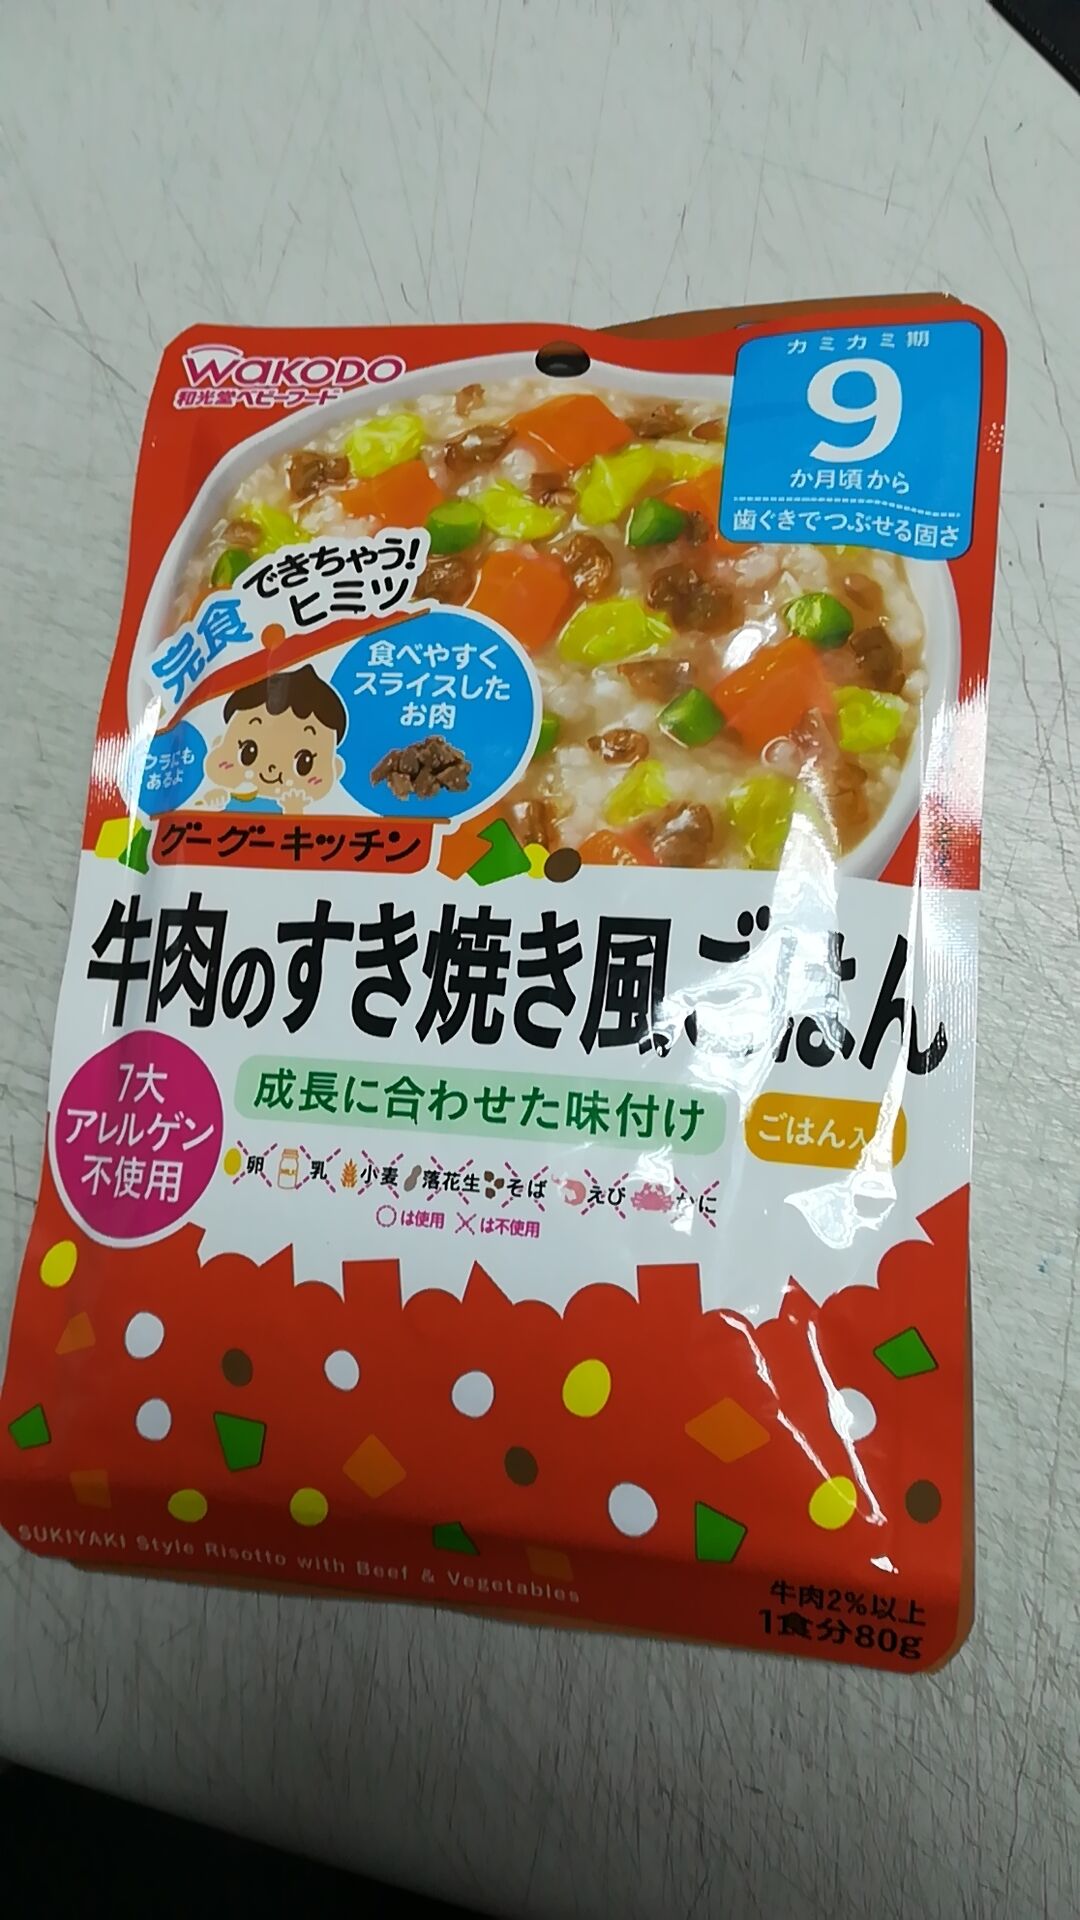 WAKODO
和光堂ベビーフード
カミカミ期
9
か月頃から
歯ぐきでつぶせる固さ
完食
できちゃう!
ヒミツ
食べやすく
スライスした
お肉
ウラにも
あるよ
グーグーキッチン
牛肉のすき焼き風ごはん
7大
アレルゲン
不使用
成長に合わせた味付け
ごはん入
卵 乳 小麦 落花生 そば えび かに
○は使用 ×は不使用
SUKIYAKI Style Risotto with Beef & Vegetables
牛肉2%以上
1食分80g